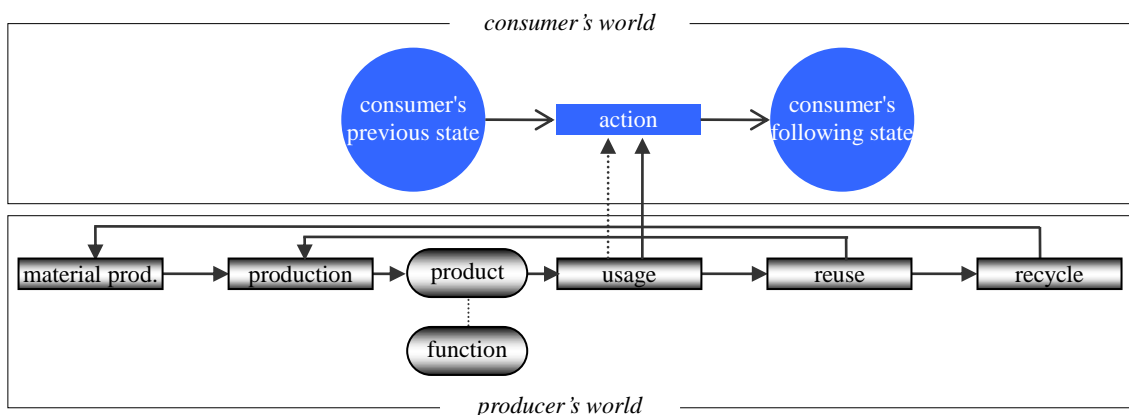 consumer’s world
consumer's
previous state
action
consumer's
following state
material prod.
production
product
usage
reuse
recycle
function
producer’s world